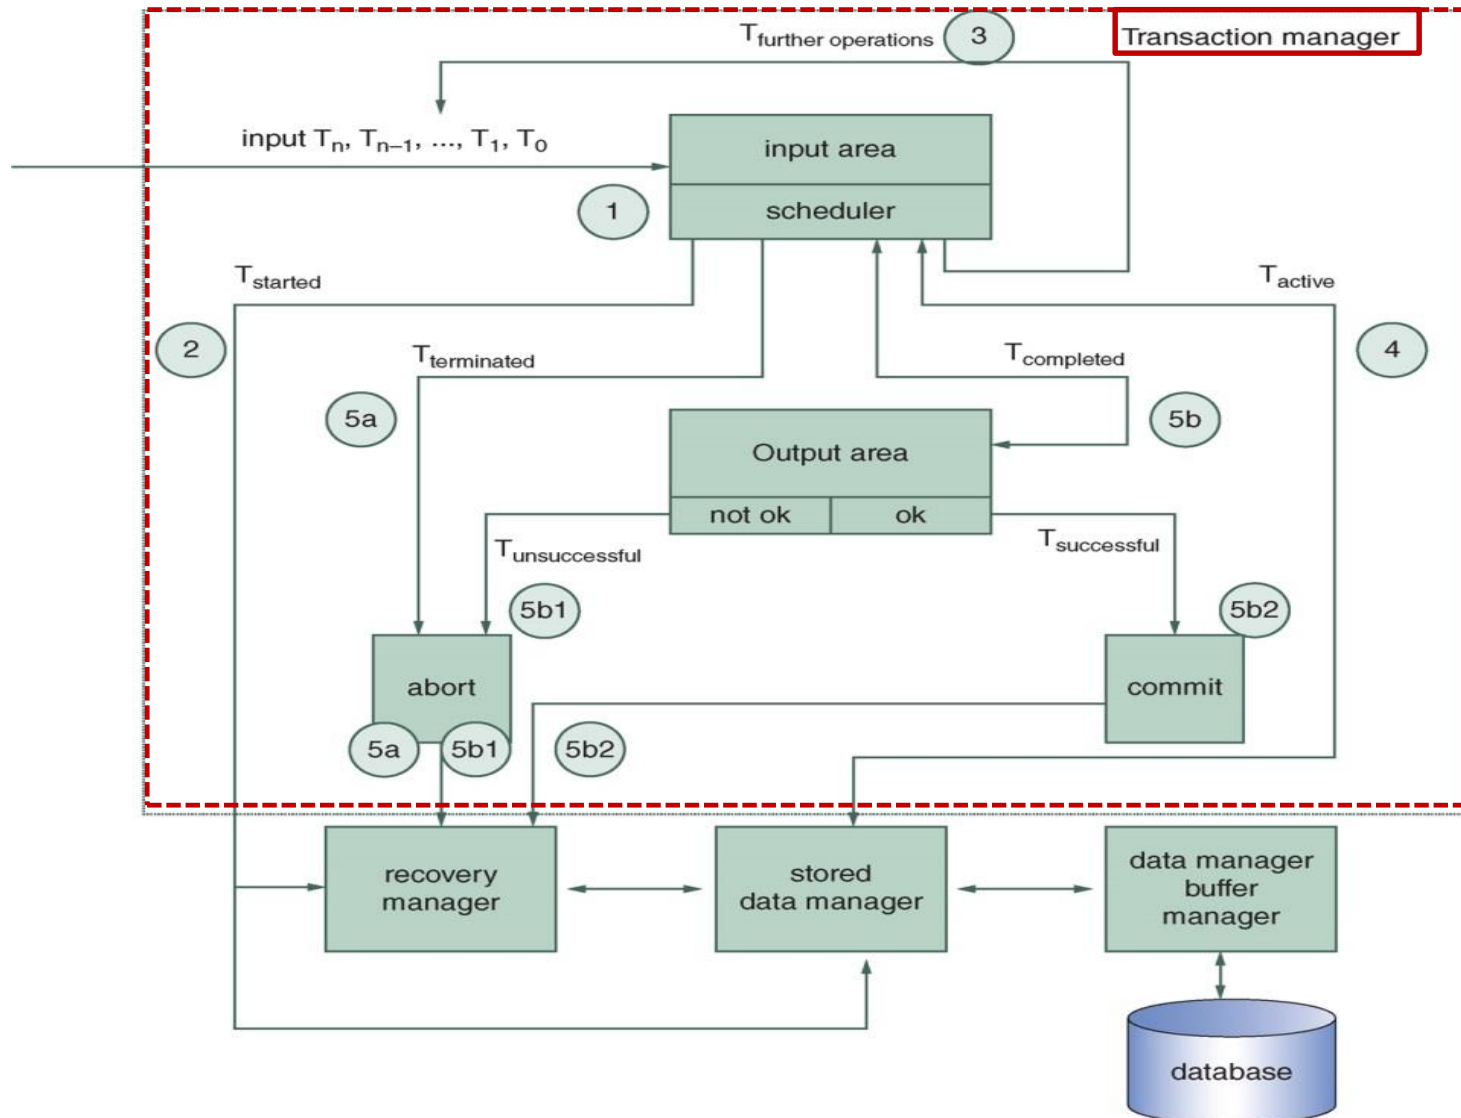 T further operations
3
Transaction manager
input Tn, Tn–1, ..., T1, T0
input area
1
scheduler
Tstarted
Tactive
2
Tterminated
Tcompleted
4
5a
5b
Output area
not ok
ok
Tunsuccessful
Tsuccessful
5b1
5b2
abort
commit
5a
5b1
5b2
recovery
manager
stored
data manager
data manager
buffer
manager
database